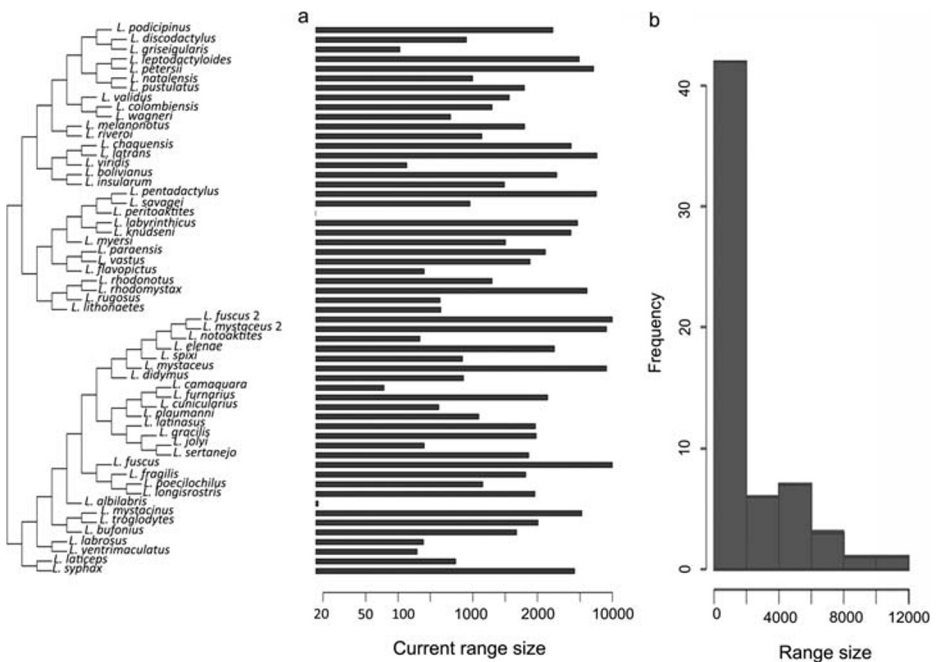 a
b
L. podicipinus
L. discodactylus
L. griseigularis
L. leptodactyloides
L. petersii
L. natalensis
L. pustulatus
L. validus
L. colombiensis
L. wagneri
L. melanonotus
L. riveroi
L. chaquensis
L. latrans
L. viridis
L. bolivianus
L. insularum
L. pentadactylus
L. savagei
L. peritoaktites
L. labyrinthicus
L. knudseni
L. myersi
L. paraensis
L. vastus
L. flavopictus
L. rhodonotus
L. rhodomystax
L. rugosus
L. lithonaetes
L. fuscus 2
L. mystaceus 2
L. notoaktites
L. elenae
L. spixi
L. mystaceus
L. didymus
L. camaquara
L. furnarius
L. cunicularius
L. plaumanni
L. latinasus
L. gracilis
L. jolyi
L. sertanejo
L. fuscus
L. fragilis
L. poecilochilus
L. longisrostris
L. albilabris
L. mystacinus
L. troglodytes
L. bufonius
L. labrosus
L. ventrimaculatus
L. laticeps
L. syphax
20 50 100 1000 2000 10000
Current range size
40
30
20
10
0
Frequency
0 4000 8000 12000
Range size